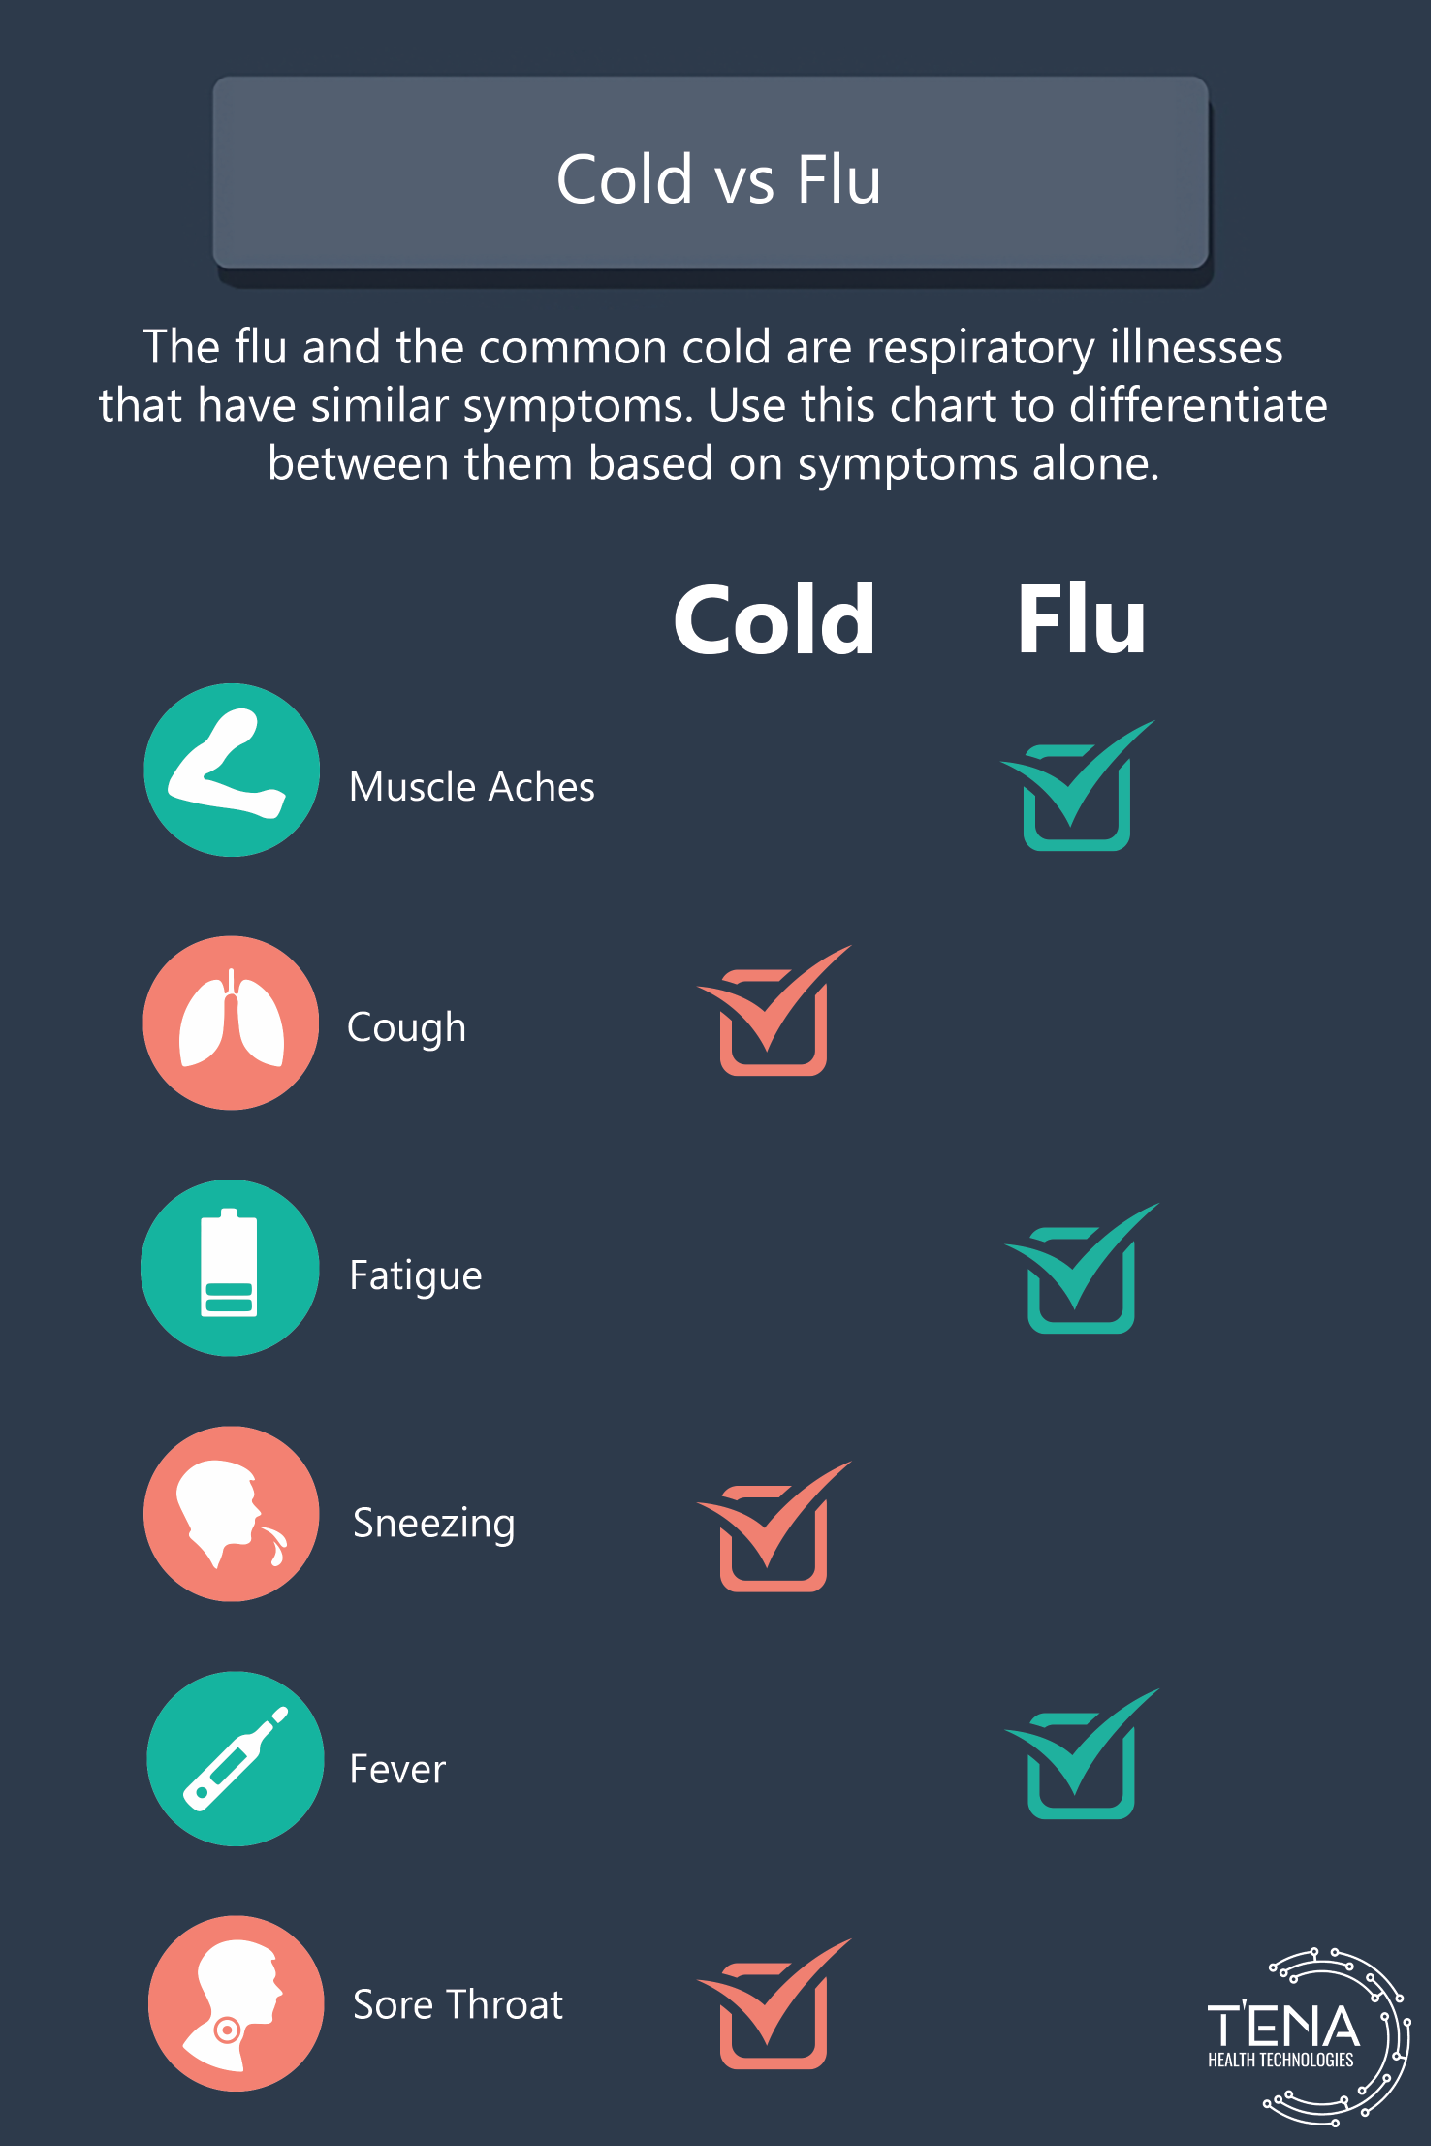 Cold vs Flu
The flu and the common cold are respiratory illnesses
that have similar symptoms. Use this chart to differentiate
between them based on symptoms alone.
Cold Flu
Muscle Aches
Cough
Fatigue
Sneezing
Fever
Sore Throat
T'ENA
HEALTH TECHNOLOGIES